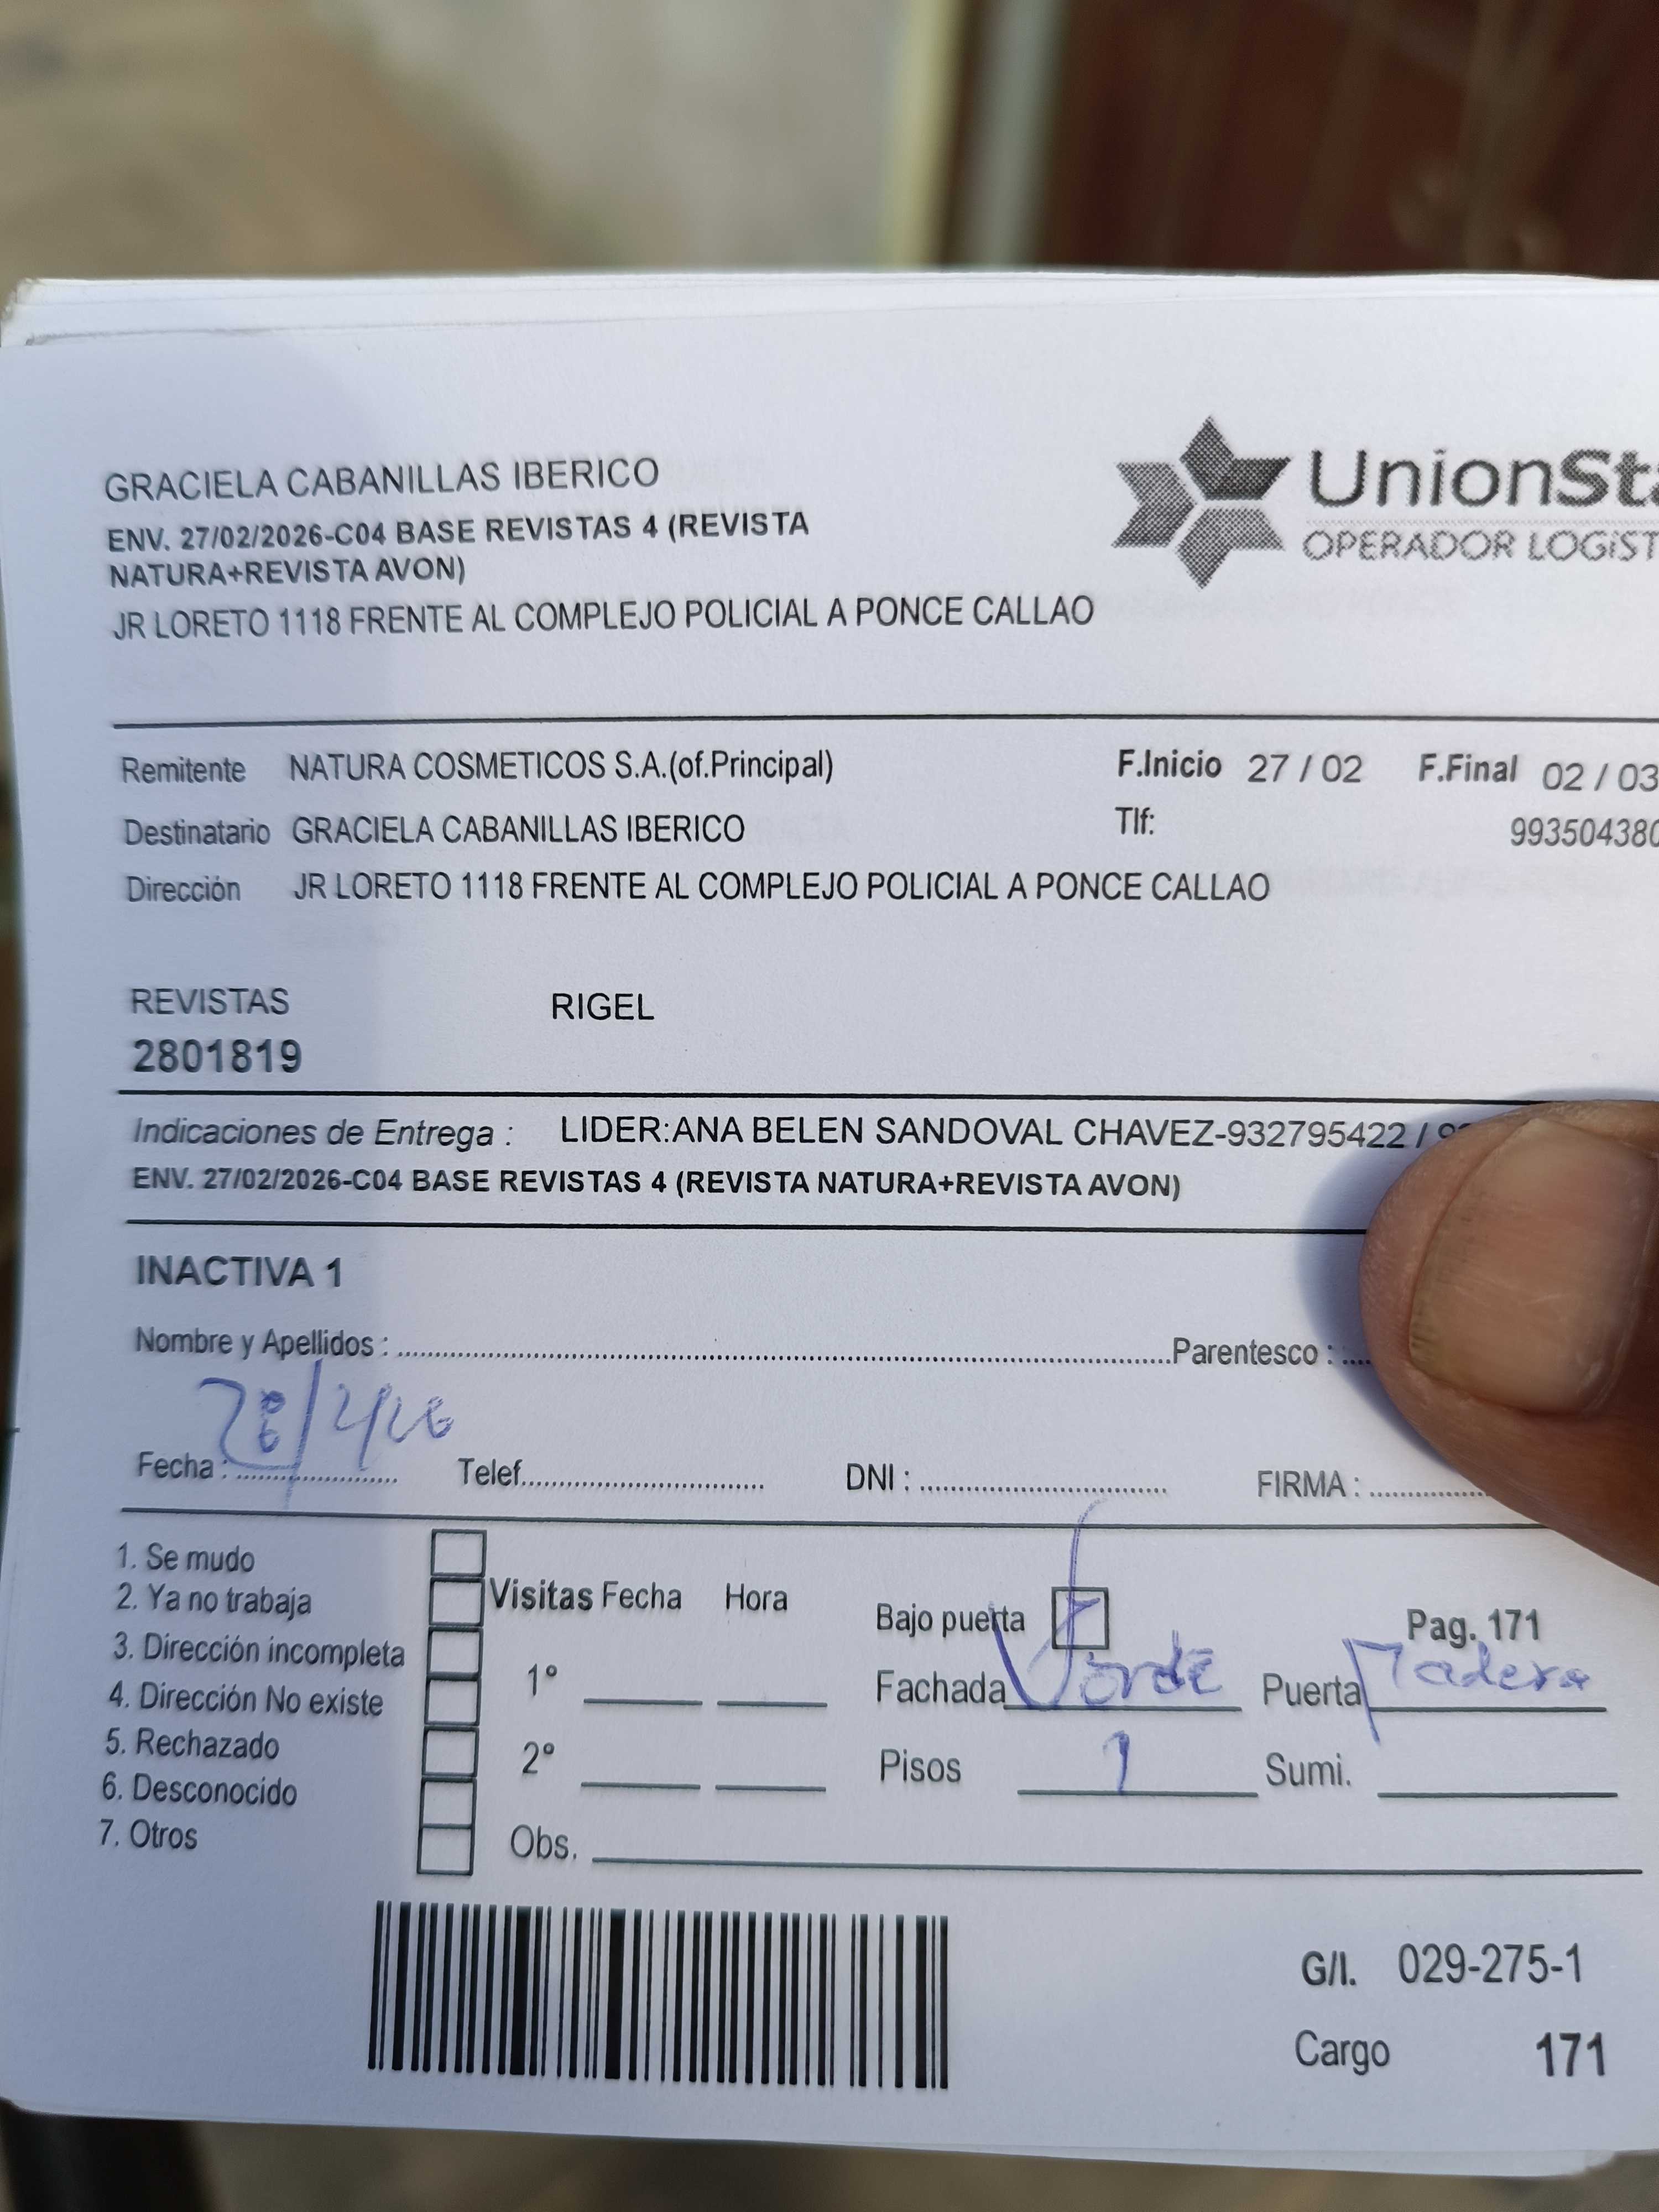 GRACIELA CABANILLAS IBERICO
ENV. 27/02/2026-C04 BASE REVISTAS 4 (REVISTA
NATURA+REVISTA AVON)
JR LORETO 1118 FRENTE AL COMPLEJO POLICIAL A PONCE CALLAO
UnionSta
OPERADOR LOGíST
Remitente NATURA COSMETICOS S.A.(of.Principal) F.Inicio 27 / 02 F.Final 02 / 03
Destinatario GRACIELA CABANILLAS IBERICO Tlf: 993504380
Dirección JR LORETO 1118 FRENTE AL COMPLEJO POLICIAL A PONCE CALLAO
REVISTAS RIGEL
2801819
Indicaciones de Entrega : LIDER:ANA BELEN SANDOVAL CHAVEZ-932795422 /
ENV. 27/02/2026-C04 BASE REVISTAS 4 (REVISTA NATURA+REVISTA AVON)
INACTIVA 1
Nombre y Apellidos : Parentesco :
Fecha : 28/2/26 Telef. DNI : FIRMA :
1. Se mudo
2. Ya no trabaja
3. Dirección incompleta
4. Dirección No existe
5. Rechazado
6. Desconocido
7. Otros
Visitas Fecha Hora
1º
2º
Obs.
Bajo puerta Pag. 171
Fachada Verde Puerta Madera
Pisos 1 Sumi.
G/I. 029-275-1
Cargo 171